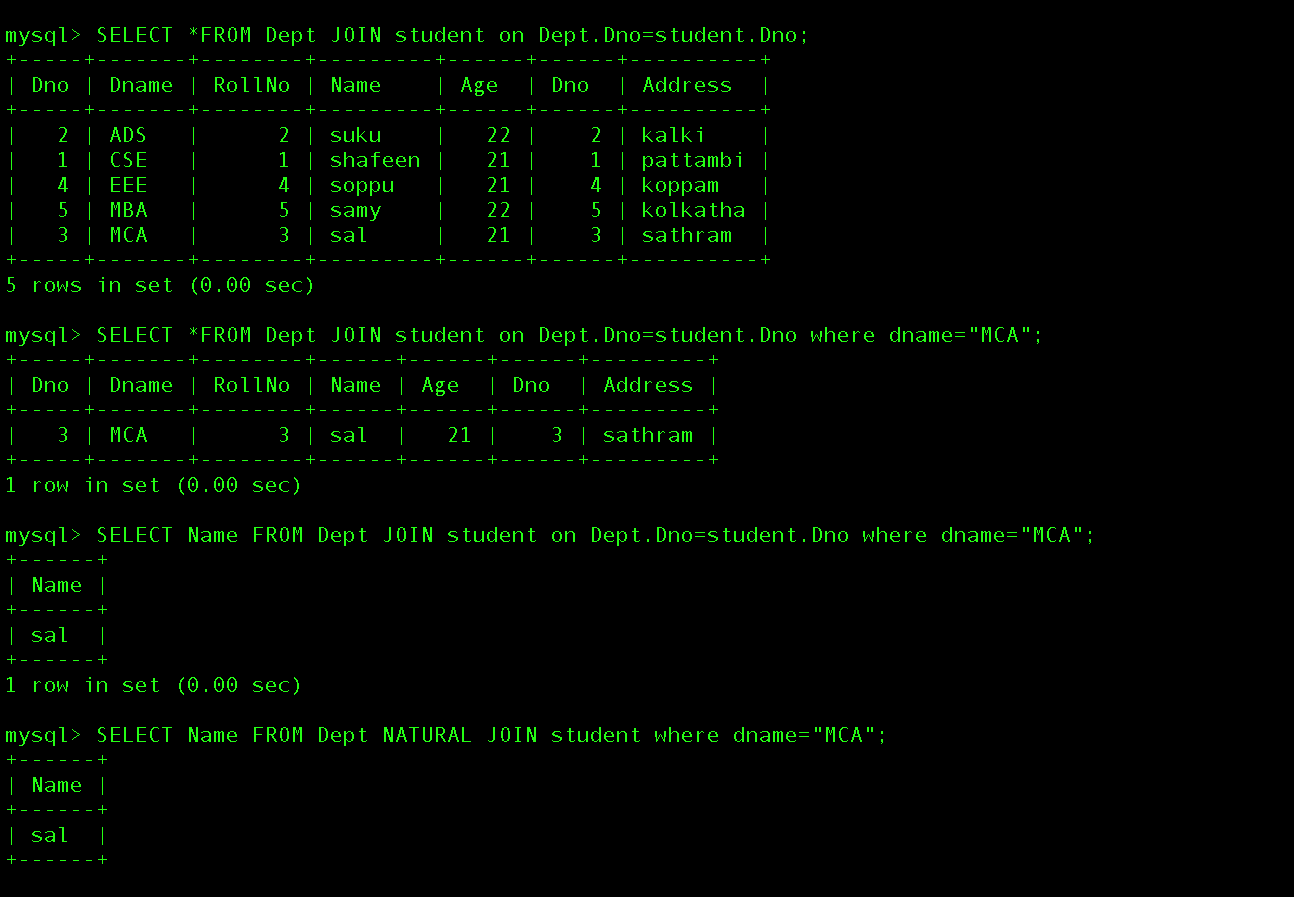 mysql> SELECT *FROM Dept JOIN student on Dept.Dno=student.Dno;
+-----+-------+--------+---------+------+------+----------+
| Dno | Dname | RollNo | Name    | Age  | Dno  | Address  |
+-----+-------+--------+---------+------+------+----------+
|   2 | ADS   |      2 | suku    |   22 |    2 | kalki    |
|   1 | CSE   |      1 | shafeen |   21 |    1 | pattambi |
|   4 | EEE   |      4 | soppu   |   21 |    4 | koppam   |
|   5 | MBA   |      5 | samy    |   22 |    5 | kolkatha |
|   3 | MCA   |      3 | sal     |   21 |    3 | sathram  |
+-----+-------+--------+---------+------+------+----------+
5 rows in set (0.00 sec)
mysql> SELECT *FROM Dept JOIN student on Dept.Dno=student.Dno where dname="MCA";
+-----+-------+--------+------+------+------+---------+
| Dno | Dname | RollNo | Name | Age  | Dno  | Address |
+-----+-------+--------+------+------+------+---------+
|   3 | MCA   |      3 | sal  |   21 |    3 | sathram |
+-----+-------+--------+------+------+------+---------+
1 row in set (0.00 sec)
mysql> SELECT Name FROM Dept JOIN student on Dept.Dno=student.Dno where dname="MCA";
+------+
| Name |
+------+
| sal  |
+------+
1 row in set (0.00 sec)
mysql> SELECT Name FROM Dept NATURAL JOIN student where dname="MCA";
+------+
| Name |
+------+
| sal  |
+------+